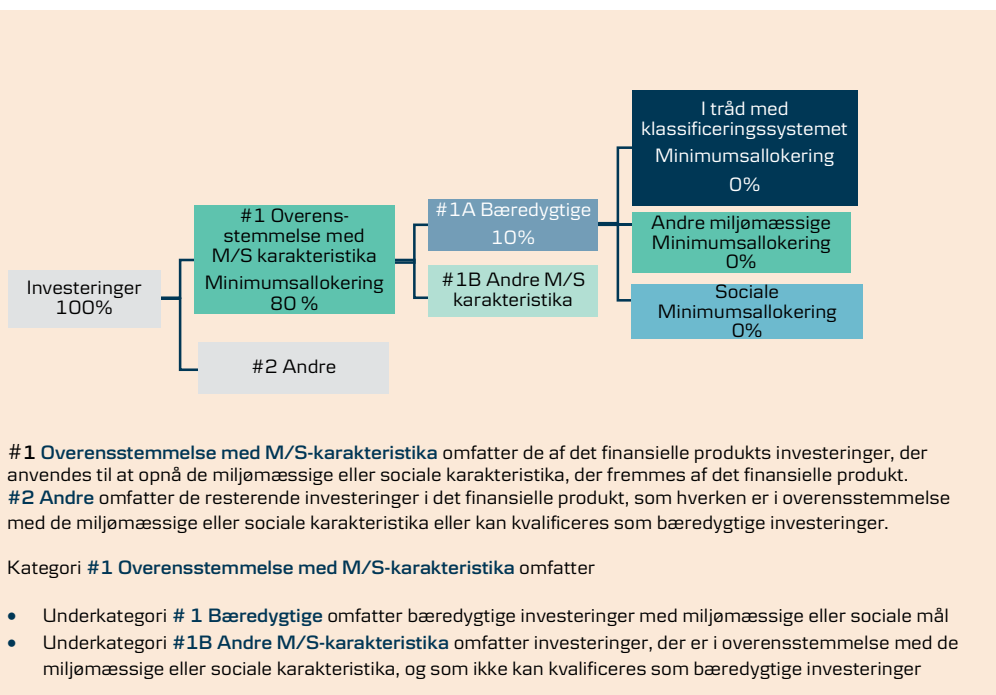 I tråd med
klassificeringssystemet
Minimumsallokering
0%
#1 Overens-
stemmelse med
M/S karakteristika
Minimumsallokering
80 %
#1A Bæredygtige
10%
Andre miljømæssige
Minimumsallokering
0%
Investeringer
100%
#1B Andre M/S
karakteristika
Sociale
Minimumsallokering
0%
#2 Andre
#1 Overensstemmelse med M/S-karakteristika omfatter de af det finansielle produkts investeringer, der
anvendes til at opnå de miljømæssige eller sociale karakteristika, der fremmes af det finansielle produkt.
#2 Andre omfatter de resterende investeringer i det finansielle produkt, som hverken er i overensstemmelse
med de miljømæssige eller sociale karakteristika eller kan kvalificeres som bæredygtige investeringer.
Kategori #1 Overensstemmelse med M/S-karakteristika omfatter
• Underkategori # 1 Bæredygtige omfatter bæredygtige investeringer med miljømæssige eller sociale mål
• Underkategori #1B Andre M/S-karakteristika omfatter investeringer, der er i overensstemmelse med de
miljømæssige eller sociale karakteristika, og som ikke kan kvalificeres som bæredygtige investeringer